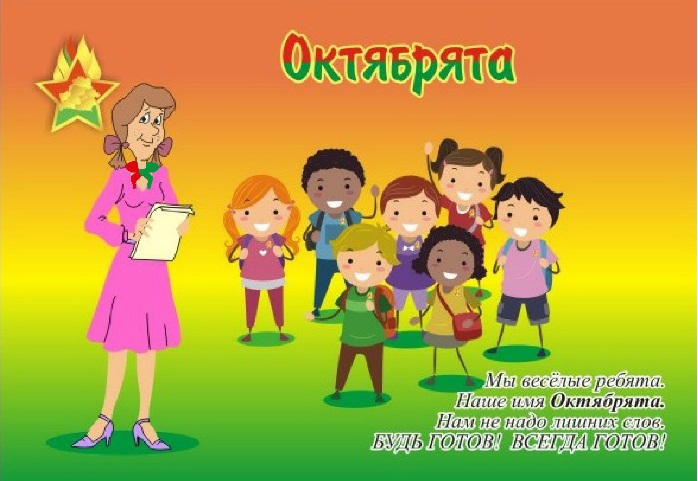 Октябрята
Мы весёлые ребята.
Наше имя Октябрята.
Нам не надо лишних слов.
БУДЬ ГОТОВ! ВСЕГДА ГОТОВ!